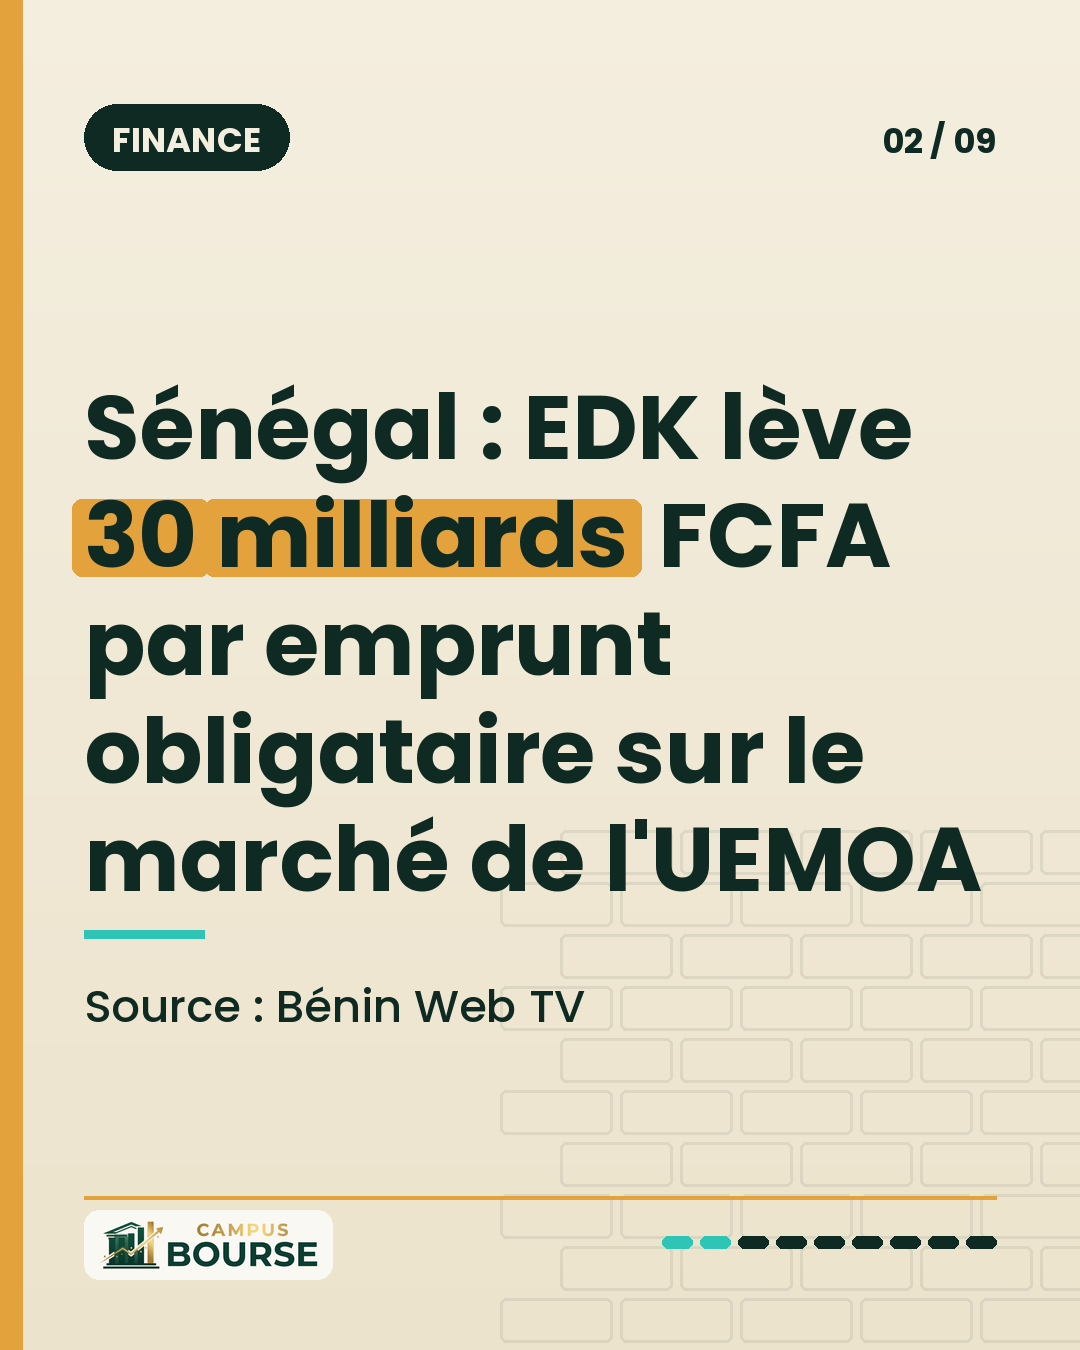 FINANCE
02 / 09
Sénégal : EDK lève
30 milliards FCFA
par emprunt
obligataire sur le
marché de l'UEMOA
Source : Bénin Web TV
CAMPUS
BOURSE